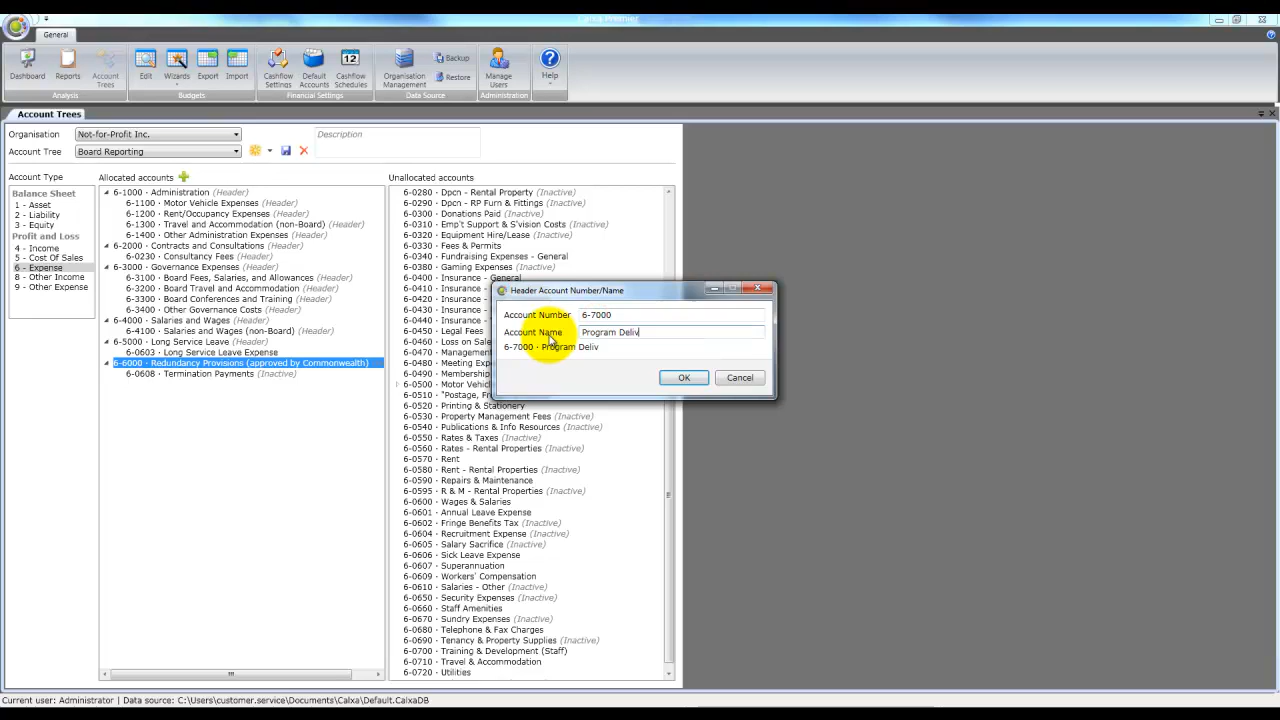 Calxa Premier
General
Dashboard
Reports
Account Trees
Edit
Wizards
Export
Import
Cashflow Settings
Default Accounts
Cashflow Schedules
Organisation Management
Backup
Restore
Manage Users
Help
Analysis
Budgets
Financial Settings
Data Source
Administration
Account Trees
Organisation
Not-for-Profit Inc.
Description
Account Tree
Board Reporting
Account Type
Balance Sheet
1 - Asset
2 - Liability
3 - Equity
Profit and Loss
4 - Income
5 - Cost Of Sales
6 - Expense
8 - Other Income
9 - Other Expense
Allocated accounts
6-1000 · Administration (Header)
6-1100 · Motor Vehicle Expenses (Header)
6-1200 · Rent/Occupancy Expenses (Header)
6-1300 · Travel and Accommodation (non-Board) (Header)
6-1400 · Other Administration Expenses (Header)
6-2000 · Contracts and Consultations (Header)
6-0230 · Consultancy Fees (Header)
6-3000 · Governance Expenses (Header)
6-3100 · Board Fees, Salaries, and Allowances (Header)
6-3200 · Board Travel and Accommodation (Header)
6-3300 · Board Conferences and Training (Header)
6-3400 · Other Governance Costs (Header)
6-4000 · Salaries and Wages (Header)
6-4100 · Salaries and Wages (non-Board) (Header)
6-5000 · Long Service Leave (Header)
6-0603 · Long Service Leave Expense
6-6000 · Redundancy Provisions (approved by Commonwealth)
6-0608 · Termination Payments (Inactive)
Unallocated accounts
6-0280 · Dpcn - Rental Property (Inactive)
6-0290 · Dpcn - RP Furn & Fittings (Inactive)
6-0300 · Donations Paid (Inactive)
6-0310 · Emp't Support & S'vision Costs (Inactive)
6-0320 · Equipment Hire/Lease (Inactive)
6-0330 · Fees & Permits
6-0340 · Fundraising Expenses - General
6-0380 · Gaming Expenses (Inactive)
6-0400 · Insurance - General
6-0410 · Insurance
6-0420 · Insurance
6-0430 · Insurance
6-0440 · Insurance
6-0450 · Legal Fees
6-0460 · Loss on Sale
6-0470 · Management
6-0480 · Meeting Exp
6-0490 · Membership
6-0500 · Motor Vehic
6-0510 · "Postage, Fr
6-0520 · Printing & Stationery
6-0530 · Property Management Fees (Inactive)
6-0540 · Publications & Information Resources (Inactive)
6-0550 · Rates & Taxes (Inactive)
6-0560 · Rates - Rental Properties (Inactive)
6-0570 · Rent
6-0580 · Rent - Rental Properties (Inactive)
6-0590 · Repairs & Maintenance
6-0595 · R & M - Rental Properties (Inactive)
6-0600 · Wages & Salaries
6-0601 · Annual Leave Expense
6-0602 · Fringe Benefits Tax (Inactive)
6-0604 · Recruitment Expense (Inactive)
6-0605 · Salary Sacrifice (Inactive)
6-0606 · Sick Leave Expense
6-0607 · Superannuation
6-0609 · Workers' Compensation
6-0610 · Salaries - Other (Inactive)
6-0650 · Security Expenses (Inactive)
6-0660 · Staff Amenities
6-0670 · Sundry Expenses (Inactive)
6-0680 · Telephone & Fax Charges
6-0690 · Tenancy & Property Supplies (Inactive)
6-0700 · Training & Development (Staff)
6-0710 · Travel & Accommodation
6-0720 · Utilities
Header Account Number/Name
Account Number
6-7000
Account Name
Program Deliv
6-7000 · Program Deliv
OK
Cancel
Current user: Administrator | Data source: C:\Users\customer.service\Documents\Calxa\Default.CalxaDB